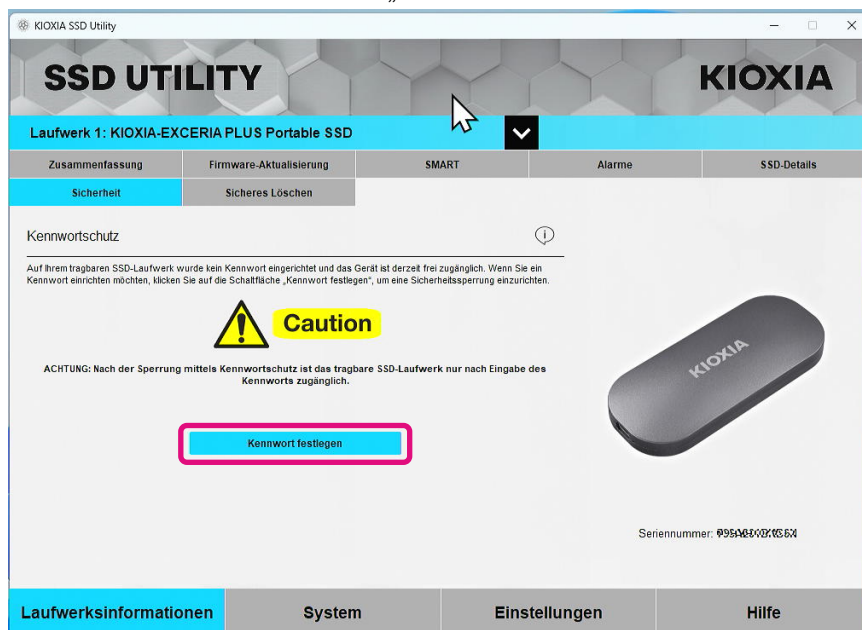 „
KIOXIA SSD Utility
SSD UTILITY
KIOXIA
Laufwerk 1: KIOXIA-EXCERIA PLUS Portable SSD
Zusammenfassung Firmware-Aktualisierung SMART Alarme SSD-Details
Sicherheit Sicheres Löschen
Kennwortschutz
Auf Ihrem tragbaren SSD-Laufwerk wurde kein Kennwort eingerichtet und das Gerät ist derzeit frei zugänglich. Wenn Sie ein
Kennwort einrichten möchten, klicken Sie auf die Schaltfläche „Kennwort festlegen“, um eine Sicherheitssperrung einzurichten.
Caution
ACHTUNG: Nach der Sperrung mittels Kennwortschutz ist das tragbare SSD-Laufwerk nur nach Eingabe des
Kennworts zugänglich.
KIOXIA
Kennwort festlegen
Seriennummer:
Laufwerksinformationen System Einstellungen Hilfe